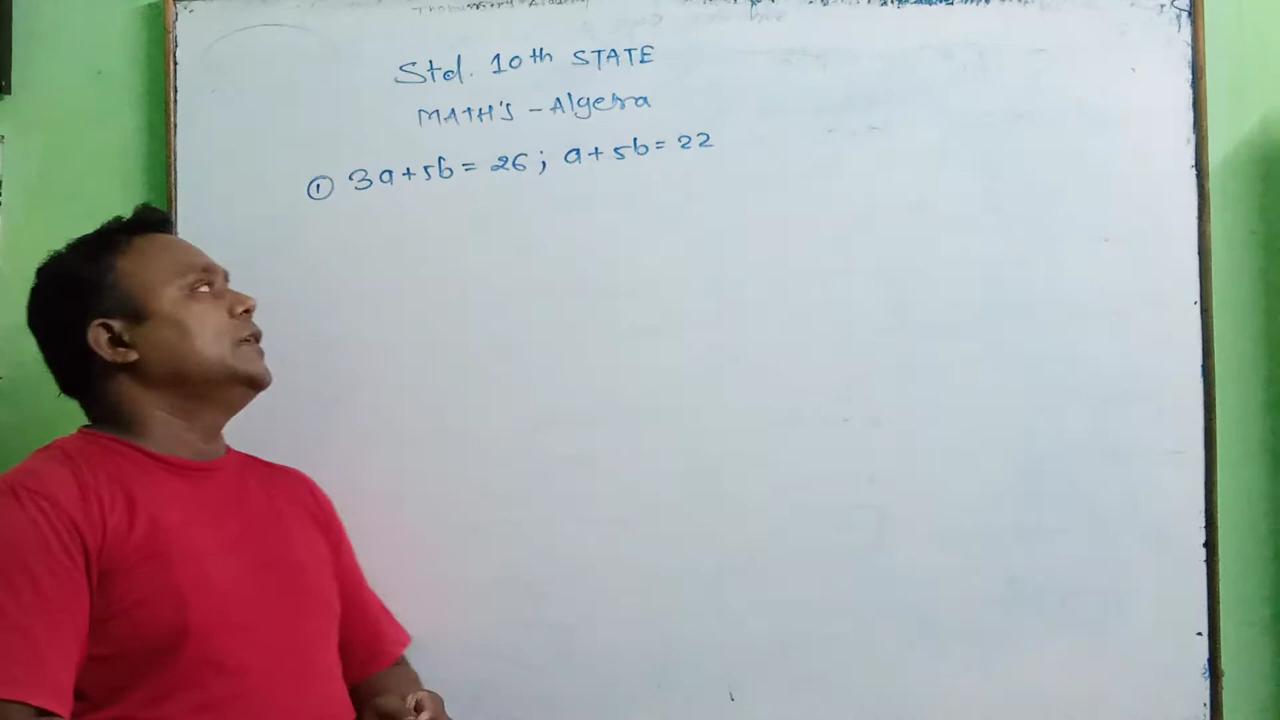 Std. 10th STATE
MATH'S - Algebra
① 3a+5b= 26; a+5b= 22